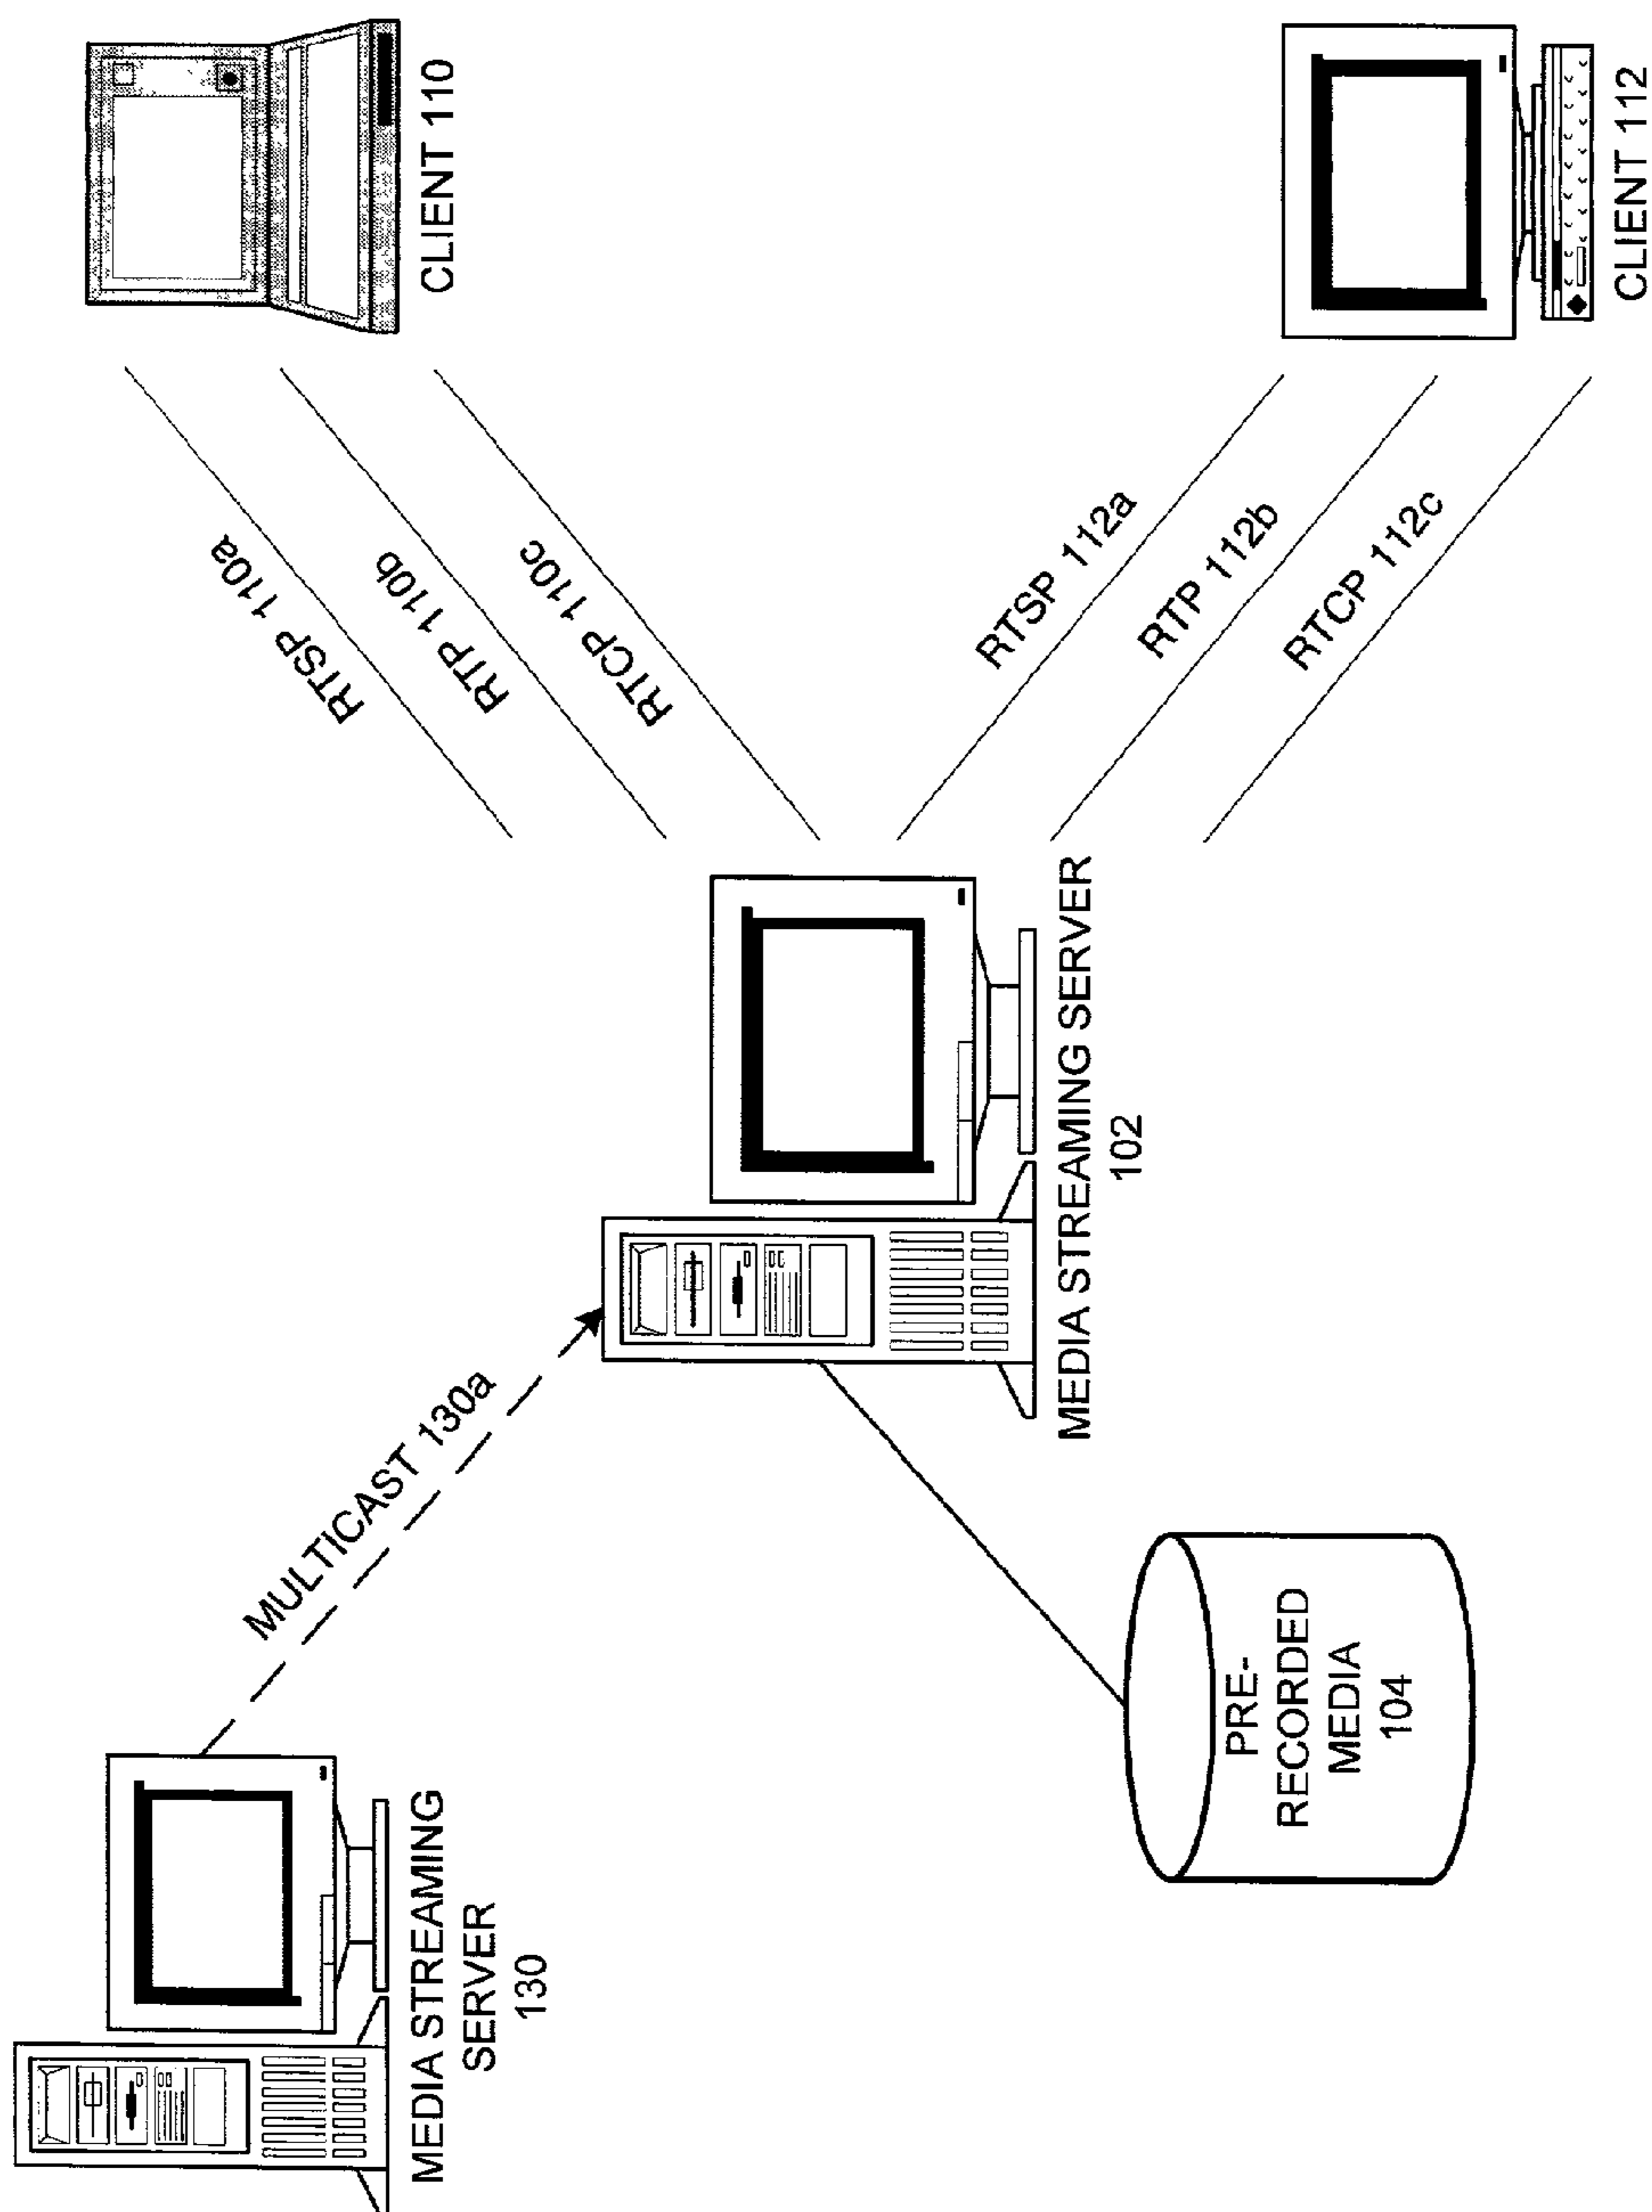 MEDIA STREAMING
SERVER
130
MULTICAST 130a
PRE-
RECORDED
MEDIA
104
MEDIA STREAMING SERVER
102
RTSP 110a
RTP 110b
RTCP 110c
RTSP 112a
RTP 112b
RTCP 112c
CLIENT 110
CLIENT 112